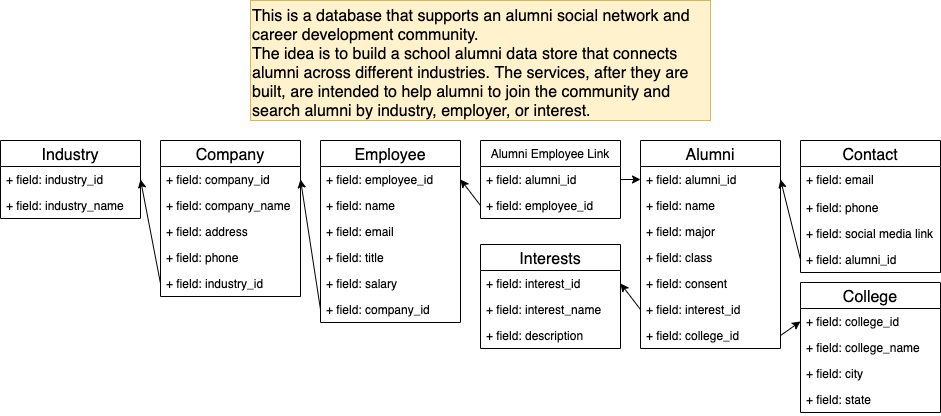 This is a database that supports an alumni social network and
career development community.
The idea is to build a school alumni data store that connects
alumni across different industries. The services, after they are
built, are intended to help alumni to join the community and
search alumni by industry, employer, or interest.
Industry
+ field: industry_id
+ field: industry_name
Company
+ field: company_id
+ field: company_name
+ field: address
+ field: phone
+ field: industry_id
Employee
+ field: employee_id
+ field: name
+ field: email
+ field: title
+ field: salary
+ field: company_id
Alumni Employee Link
+ field: alumni_id
+ field: employee_id
Interests
+ field: interest_id
+ field: interest_name
+ field: description
Alumni
+ field: alumni_id
+ field: name
+ field: major
+ field: class
+ field: consent
+ field: interest_id
+ field: college_id
Contact
+ field: email
+ field: phone
+ field: social media link
+ field: alumni_id
College
+ field: college_id
+ field: college_name
+ field: city
+ field: state